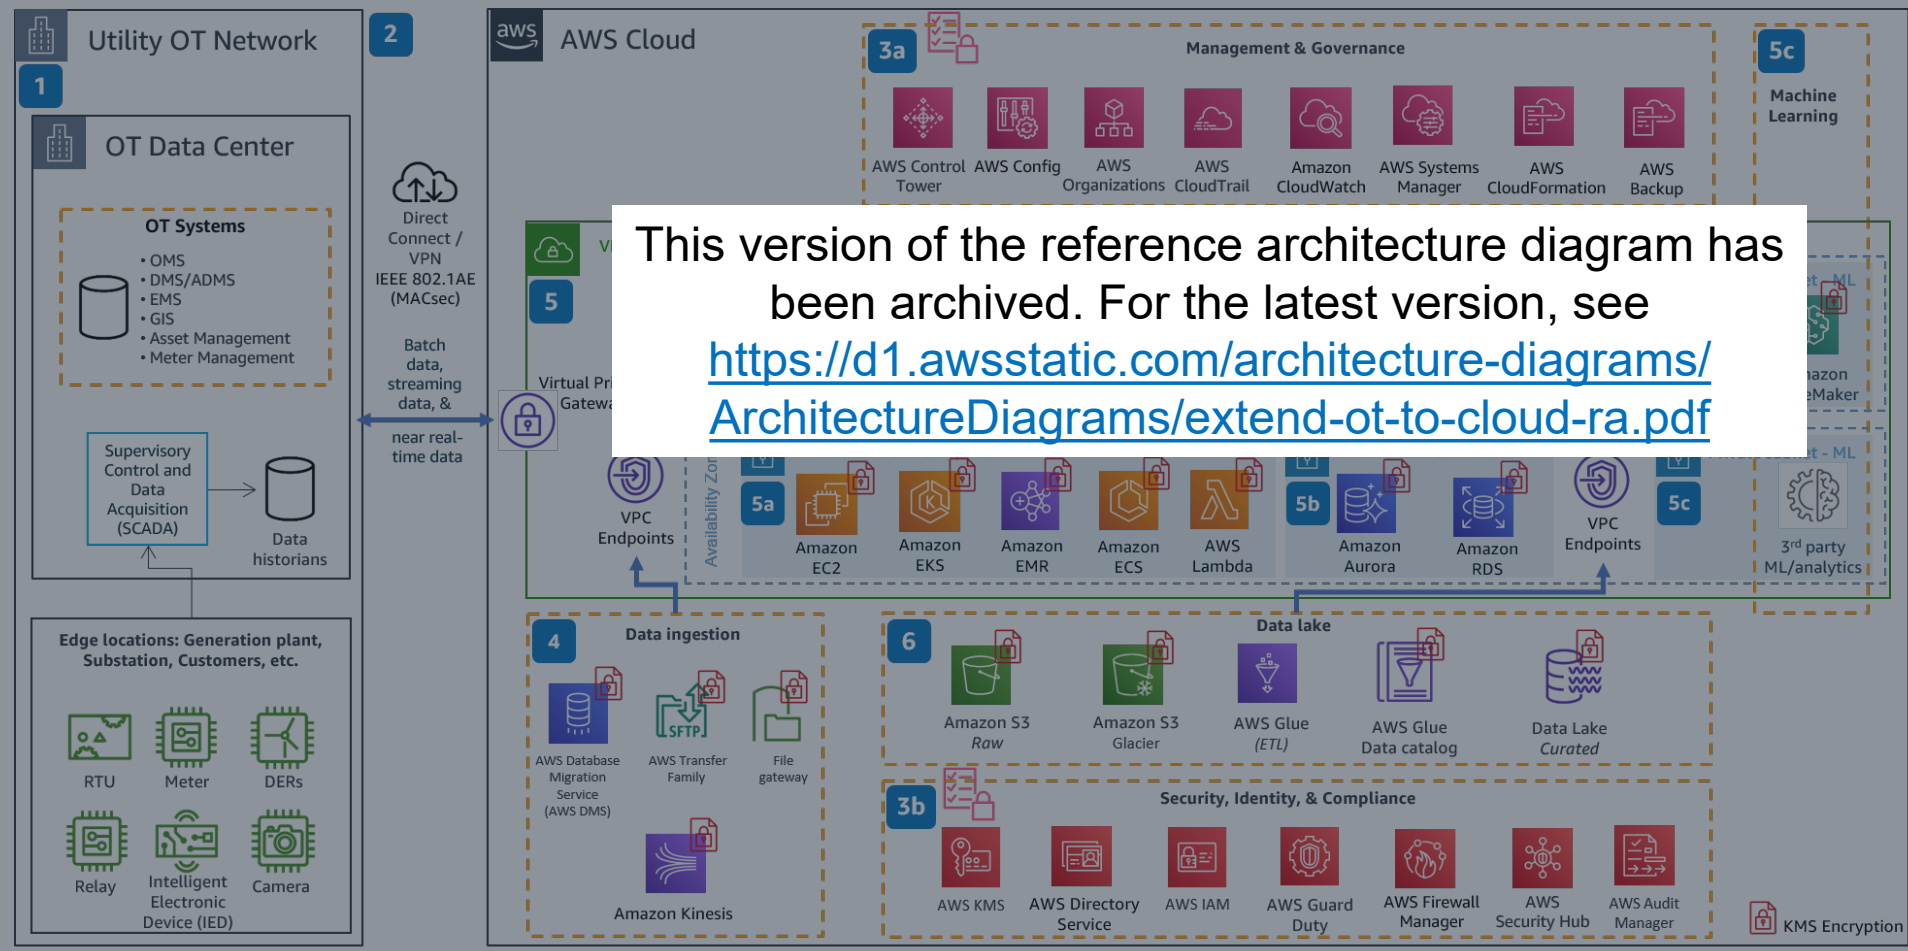 Utility OT Network
1
OT Data Center
OT Systems
• OMS
• DMS/ADMS
• EMS
• GIS
• Asset Management
• Meter Management
Supervisory
Control and
Data
Acquisition
(SCADA)
Data
historians
Edge locations: Generation plant,
Substation, Customers, etc.
RTU
Meter
DERs
Relay
Intelligent
Electronic
Device (IED)
Camera
2
Direct
Connect /
VPN
IEEE 802.1AE
(MACsec)
Batch
data,
streaming
data, &
near real-
time data
aws
AWS Cloud
3a
Management & Governance
AWS Control
Tower
AWS Config
AWS
Organizations
AWS
CloudTrail
Amazon
CloudWatch
AWS Systems
Manager
AWS
CloudFormation
AWS
Backup
5c
Machine
Learning
This version of the reference architecture diagram has
been archived. For the latest version, see
https://d1.awsstatic.com/architecture-diagrams/
ArchitectureDiagrams/extend-ot-to-cloud-ra.pdf
5
Virtual
VPC
Endpoints
5a
Amazon
EC2
K
Amazon
EKS
Amazon
EMR
Amazon
ECS
AWS
Lambda
5b
Amazon
Aurora
Amazon
RDS
VPC
Endpoints
5c
- ML
- ML
3rd party
ML/analytics
Availability
4
Data ingestion
AWS Database
Migration
Service
(AWS DMS)
SFTP
AWS Transfer
Family
File
gateway
Amazon Kinesis
6
Data lake
Amazon S3
Raw
Amazon S3
Glacier
AWS Glue
(ETL)
AWS Glue
Data catalog
Data Lake
Curated
3b
Security, Identity, & Compliance
AWS KMS
AWS Directory
Service
AWS IAM
AWS Guard
Duty
AWS Firewall
Manager
AWS
Security Hub
AWS Audit
Manager
KMS Encryption